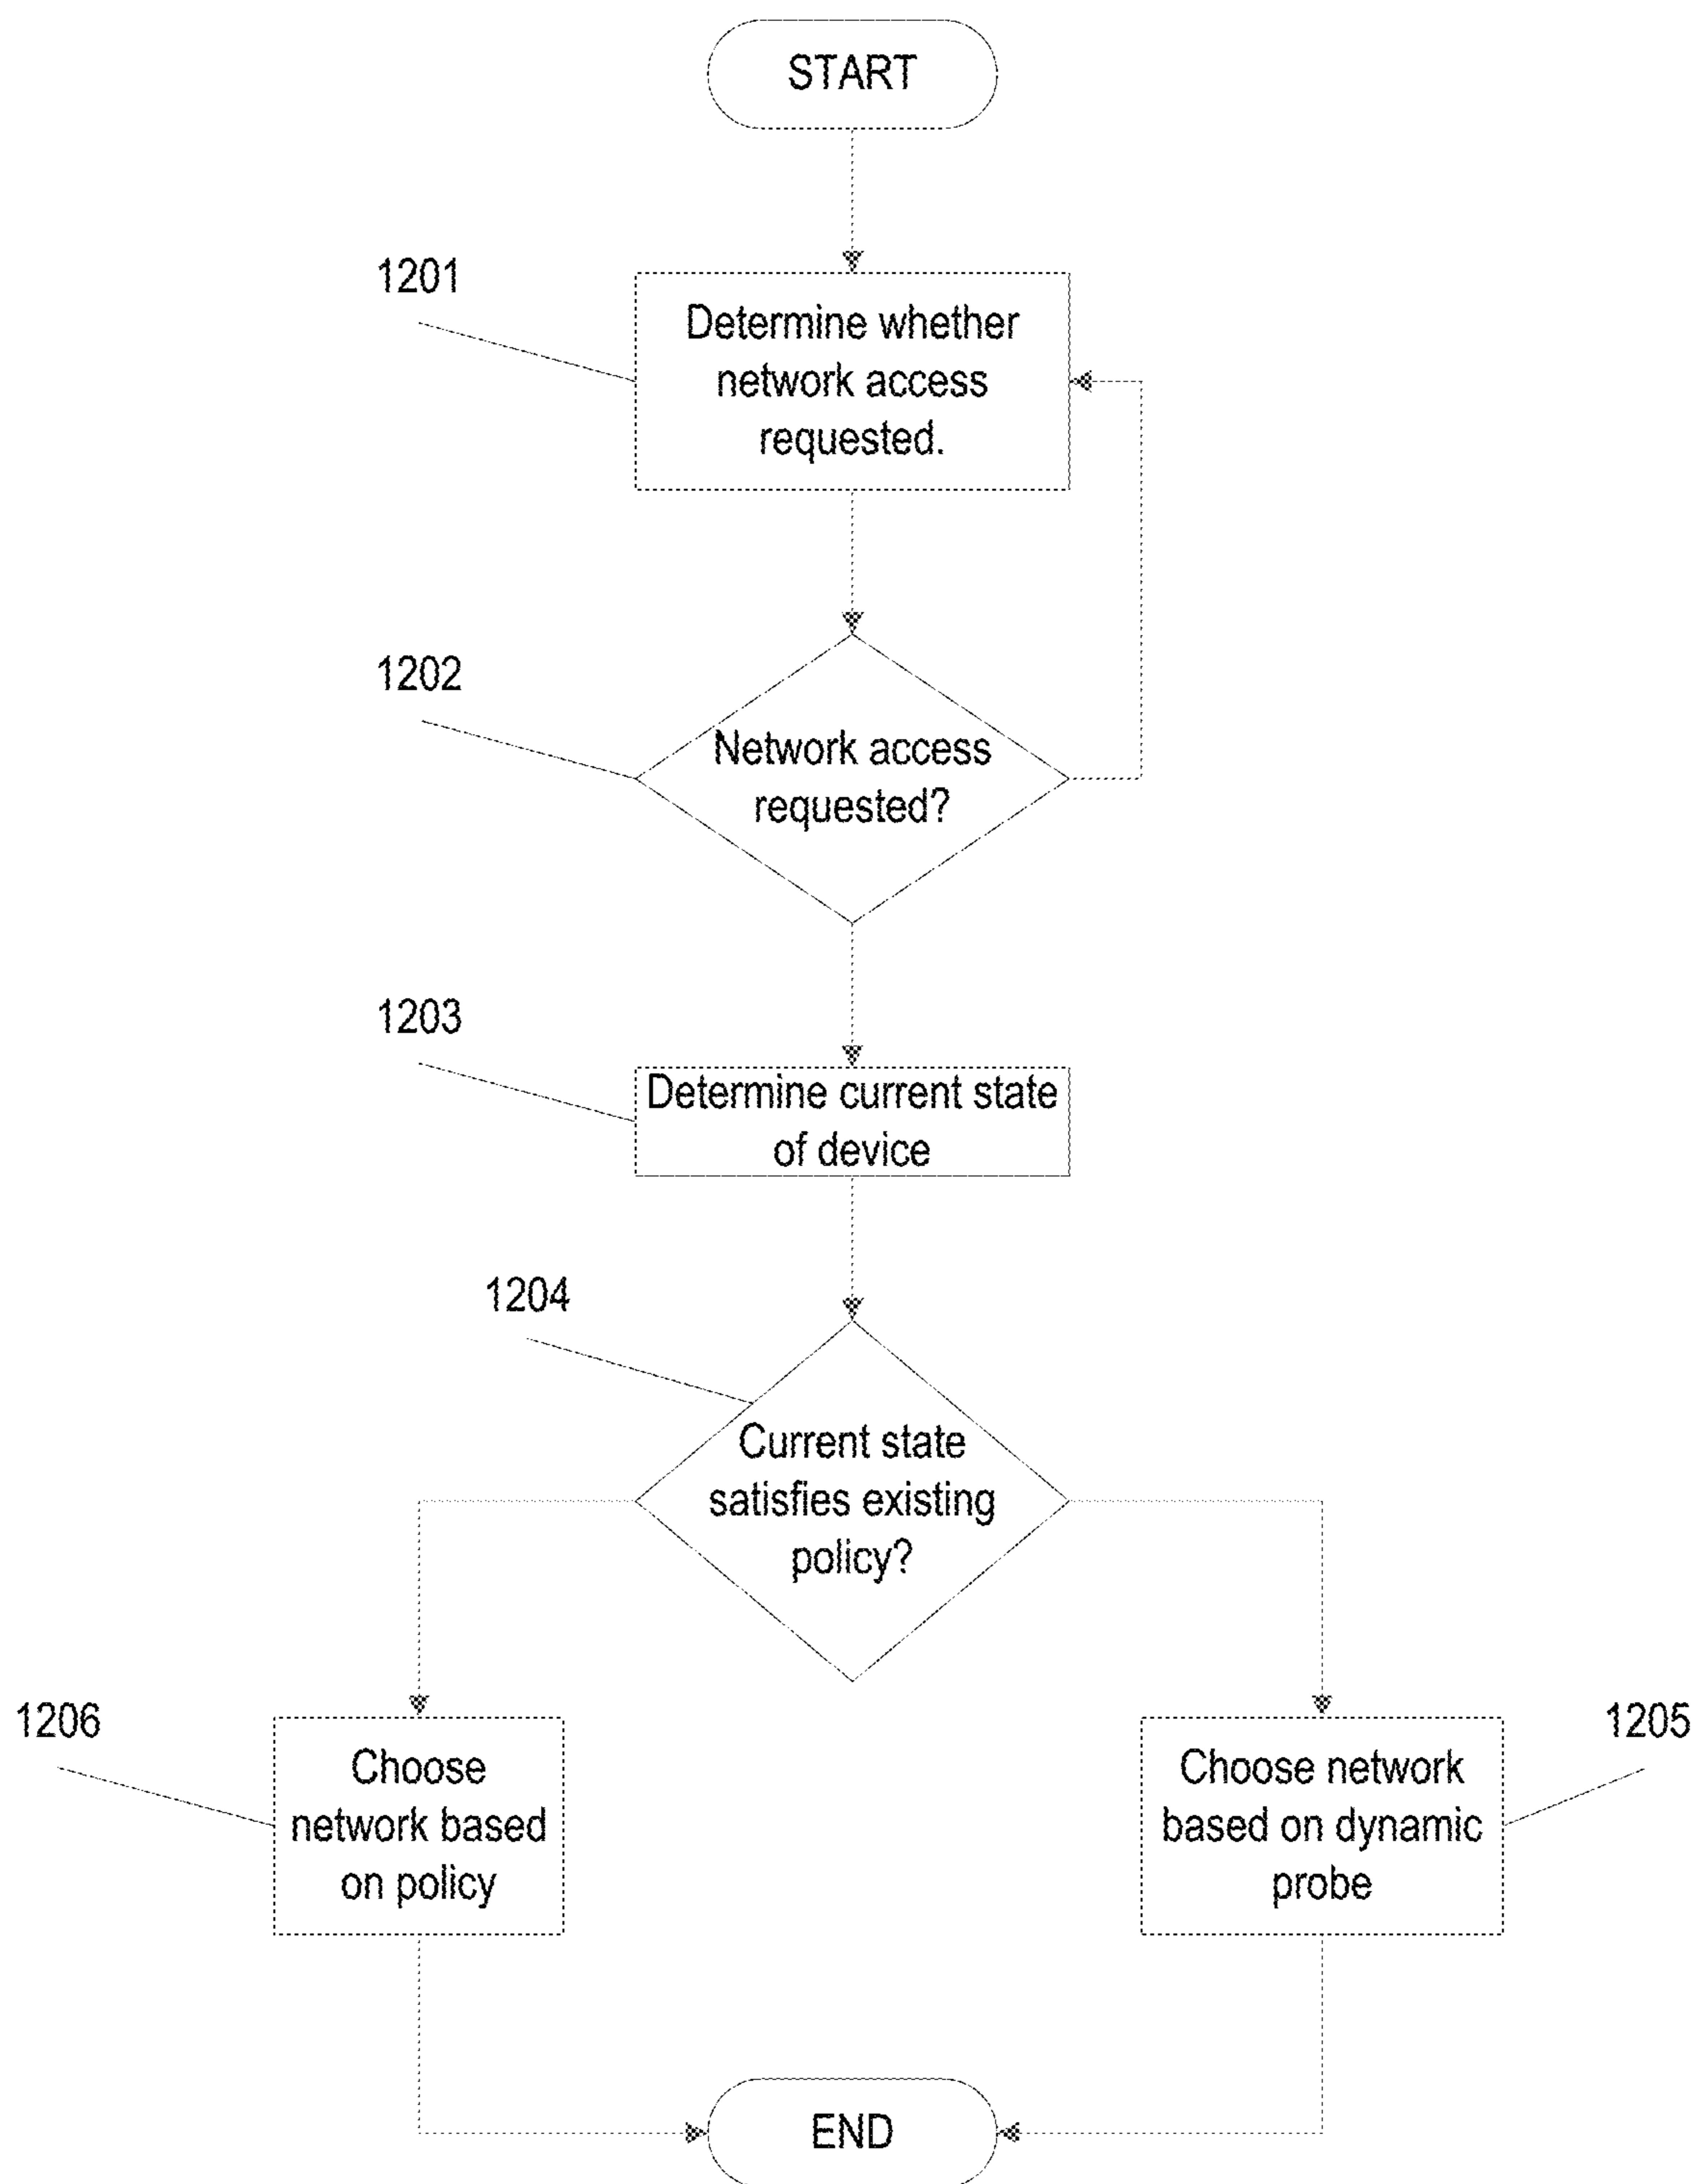 START
1201
Determine whether
network access
requested.
1202
Network access
requested?
1203
Determine current state
of device
1204
Current state
satisfies existing
policy?
1206
Choose
network based
on policy
1205
Choose network
based on dynamic
probe
END